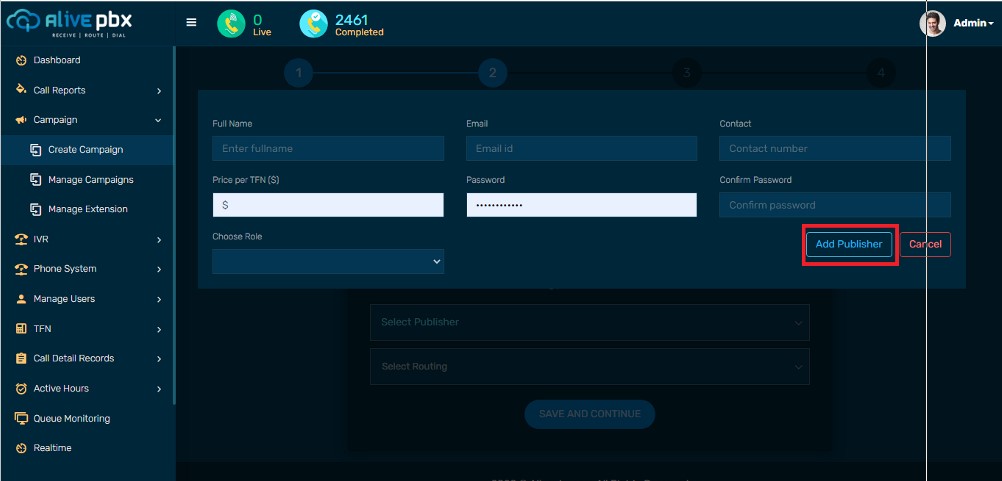 ALIVE pbx
RECEIVE | ROUTE | DIAL
0
Live
2461
Completed
Admin
Dashboard
Call Reports
Campaign
Create Campaign
Manage Campaigns
Manage Extension
IVR
Phone System
Manage Users
TFN
Call Detail Records
Active Hours
Queue Monitoring
Realtime
1 2 3 4
Full Name Email Contact
Enter fullname Email id Contact number
Price per TFN ($) Password Confirm Password
$ •••••••••••• Confirm password
Choose Role
Add Publisher Cancel
Select Publisher
Select Routing
SAVE AND CONTINUE